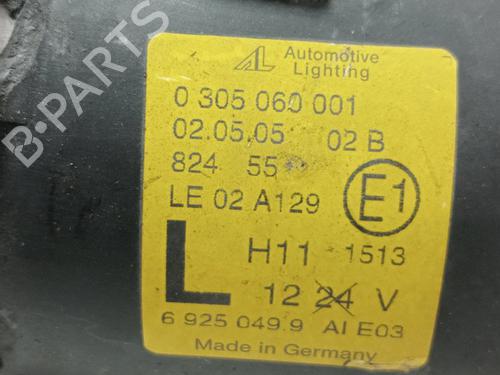 AL Automotive
Lighting
0 305 060 001
02.05.05 02 B
824 55
LE 02 A129 E1
L H11 1513
12 24 V
6 925 049.9 AI E03
Made in Germany